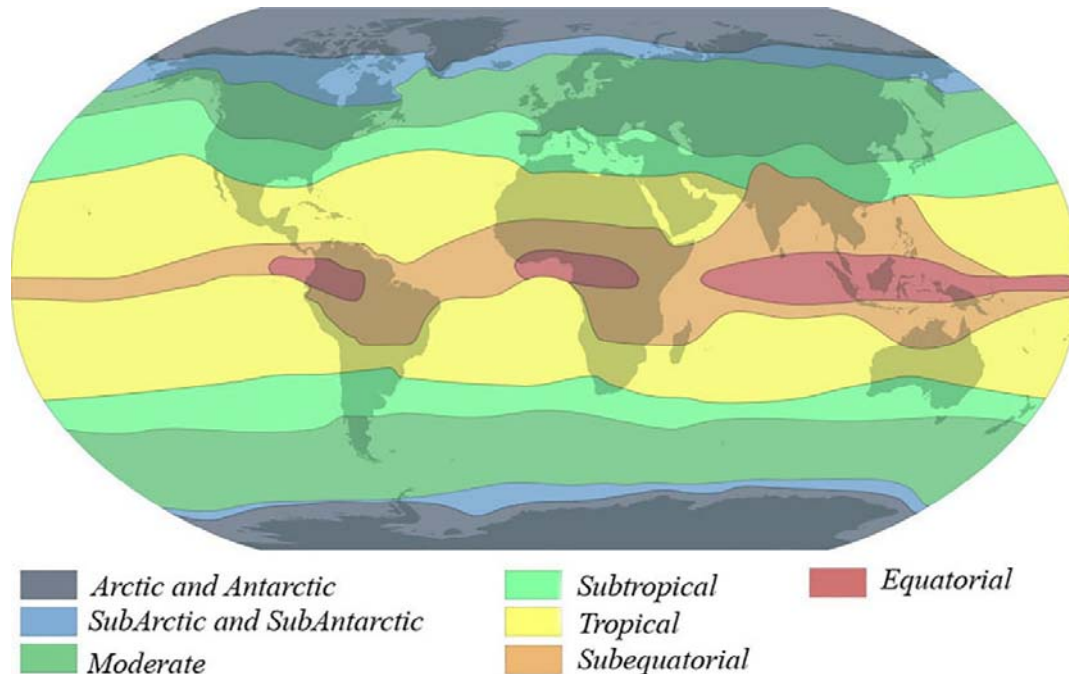 Arctic and Antarctic
SubArctic and SubAntarctic
Moderate
Subtropical
Tropical
Subequatorial
Equatorial